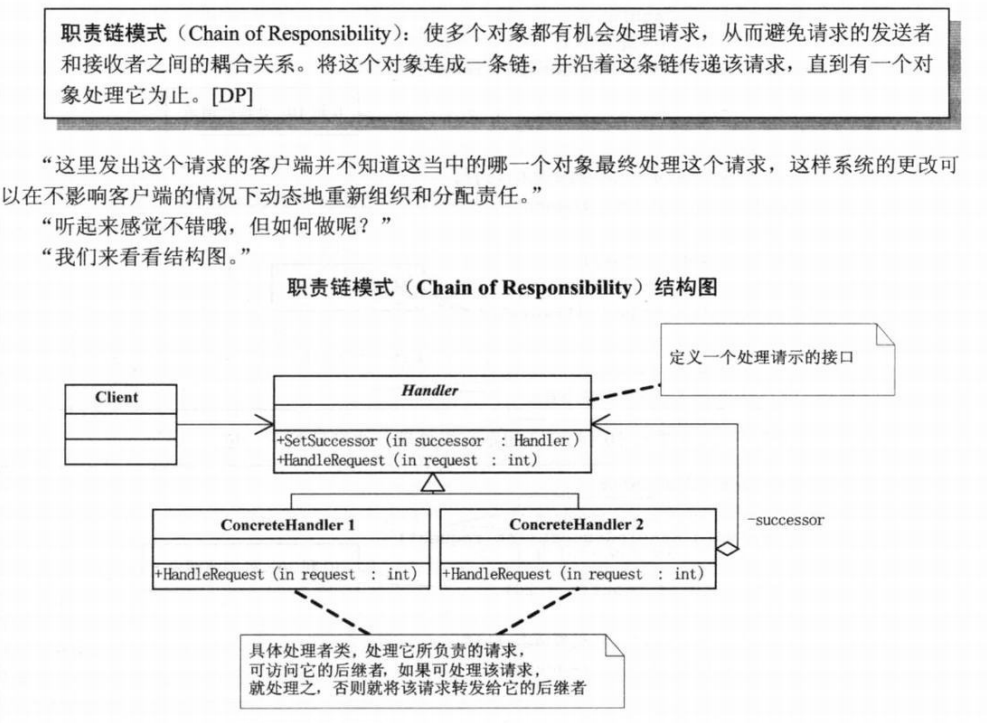 职责链模式（Chain of Responsibility）：使多个对象都有机会处理请求，从而避免请求的发送者
和接收者之间的耦合关系。将这个对象连成一条链，并沿着这条链传递该请求，直到有一个对
象处理它为止。[DP]
“这里发出这个请求的客户端并不知道这当中的哪一个对象最终处理这个请求，这样系统的更改可
以在不影响客户端的情况下动态地重新组织和分配责任。”
“听起来感觉不错哦，但如何做呢？”
“我们来看看结构图。”
职责链模式（Chain of Responsibility）结构图
定义一个处理请示的接口
Client
Handler
+SetSuccessor (in successor : Handler)
+HandleRequest (in request : int)
ConcreteHandler 1
+HandleRequest (in request : int)
ConcreteHandler 2
+HandleRequest (in request : int)
-successor
具体处理者类，处理它所负责的请求，
可访问它的后继者，如果可处理该请求，
就处理之，否则就将该请求转发给它的后继者